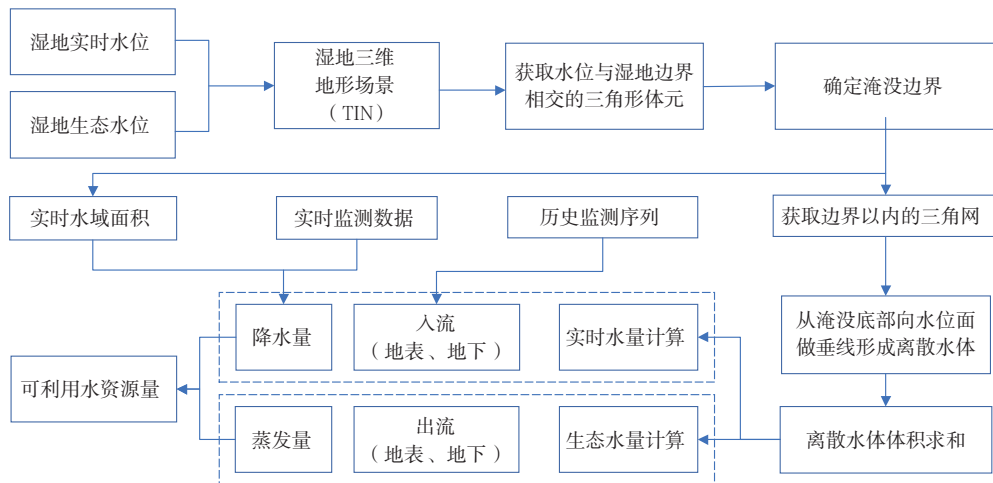 湿地实时水位
湿地生态水位
湿地三维
地形场景
（TIN）
获取水位与湿地边界
相交的三角形体元
确定淹没边界
实时水域面积
实时监测数据
历史监测序列
获取边界以内的三角网
降水量
入流
（地表、地下）
实时水量计算
从淹没底部向水位面
做垂线形成离散水体
可利用水资源量
蒸发量
出流
（地表、地下）
生态水量计算
离散水体体积求和